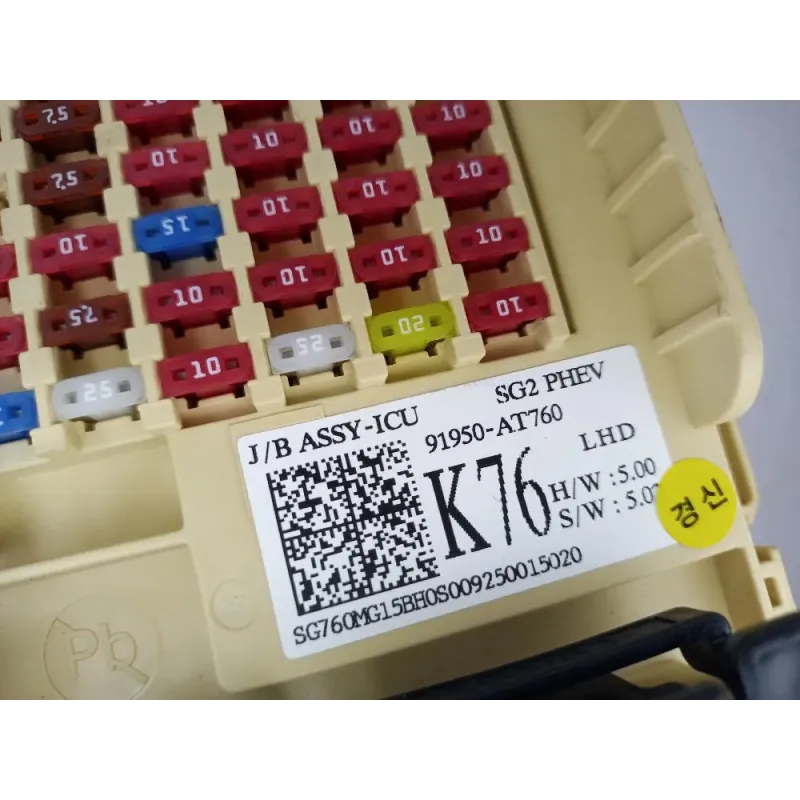 7.5 10 10 10
7.5 10 10 10 10
10 15 10 10 10
7.5 10 10 10 10
25 10 25 20 10
J/B ASSY-ICU SG2 PHEV
91950-AT760
LHD
K76
H/W :5.00
S/W :
경신
SG760MG15BH0S009250015020
Pb